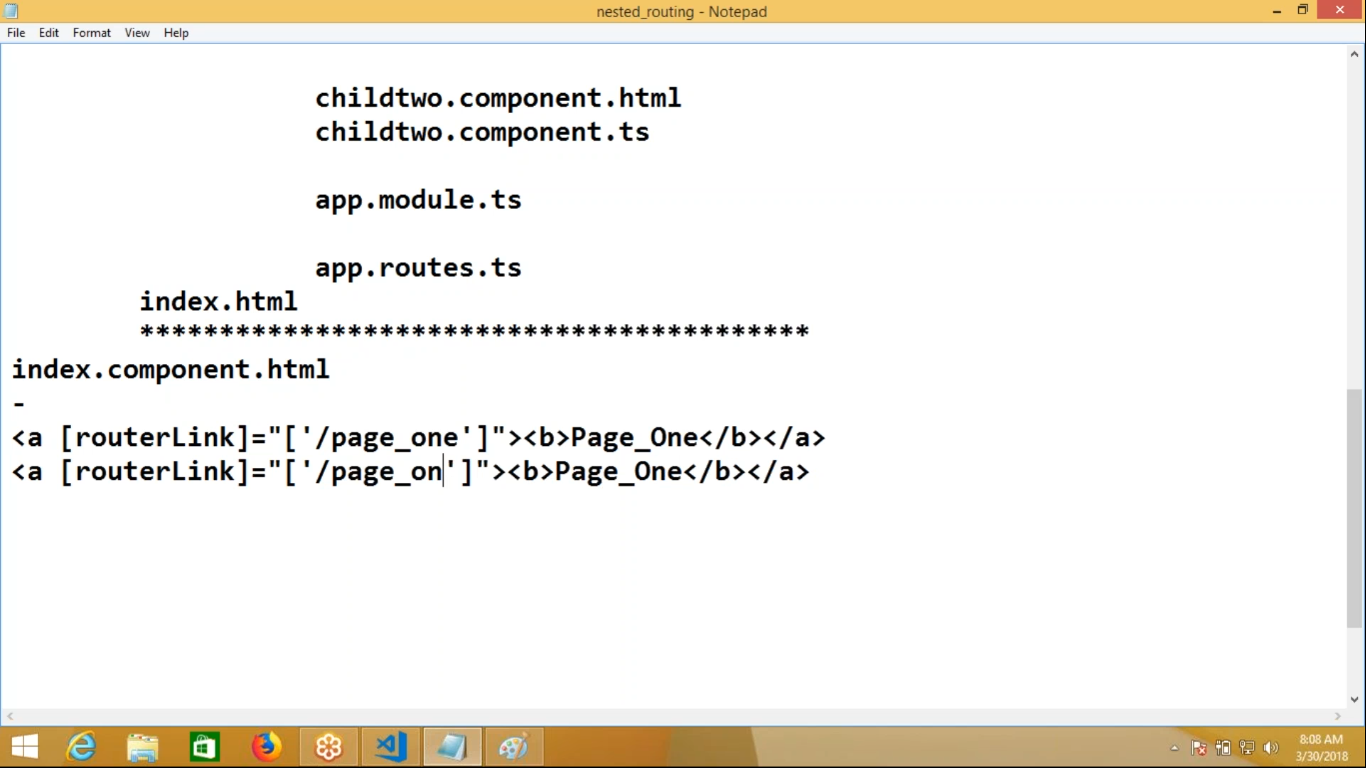 nested_routing - Notepad
File Edit Format View Help
childtwo.component.html
childtwo.component.ts
app.module.ts
app.routes.ts
index.html
******************************************
index.component.html
-
<a [routerLink]="['/page_one']"><b>Page_One</b></a>
<a [routerLink]="['/page_on']"><b>Page_One</b></a>
8:08 AM
3/30/2018